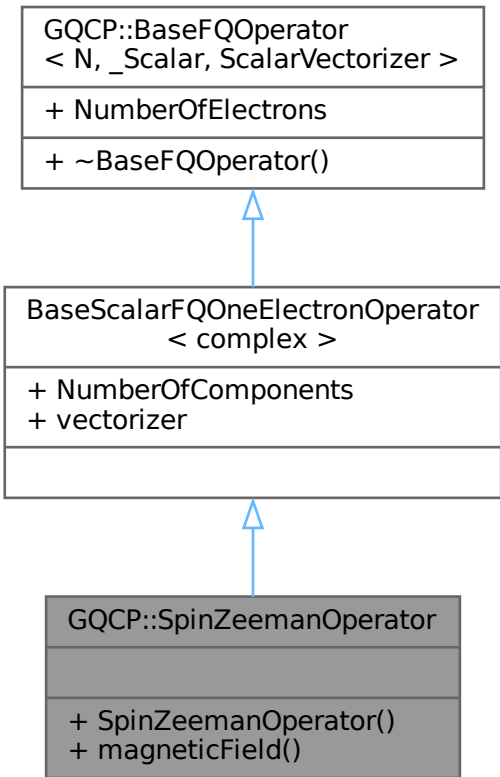 GQCP::BaseFQOperator
< N, _Scalar, ScalarVectorizer >
+ NumberOfElectrons
+ ~BaseFQOperator()
BaseScalarFQOneElectronOperator
< complex >
+ NumberOfComponents
+ vectorizer
GQCP::SpinZeemanOperator
+ SpinZeemanOperator()
+ magneticField()